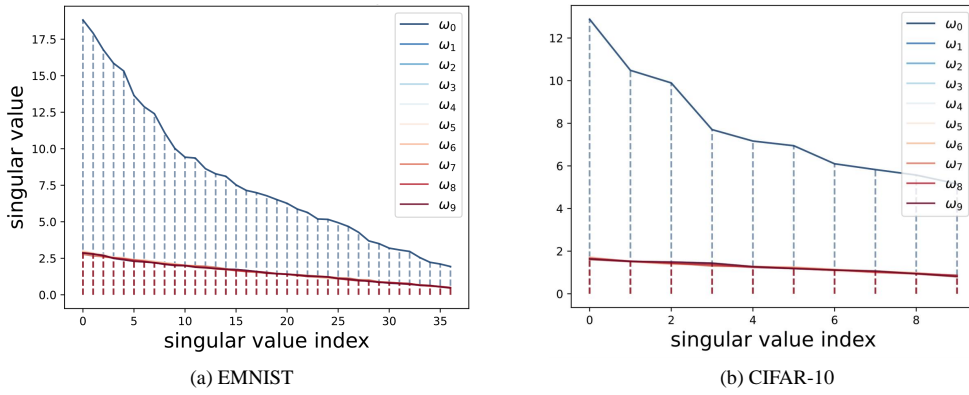 17.5
15.0
12.5
10.0
7.5
5.0
2.5
0.0
singular value
0 5 10 15 20 25 30 35
singular value index
ω0
ω1
ω2
ω3
ω4
ω5
ω6
ω7
ω8
ω9
(a) EMNIST
12
10
8
6
4
2
0
0 2 4 6 8
singular value index
ω0
ω1
ω2
ω3
ω4
ω5
ω6
ω7
ω8
ω9
(b) CIFAR-10